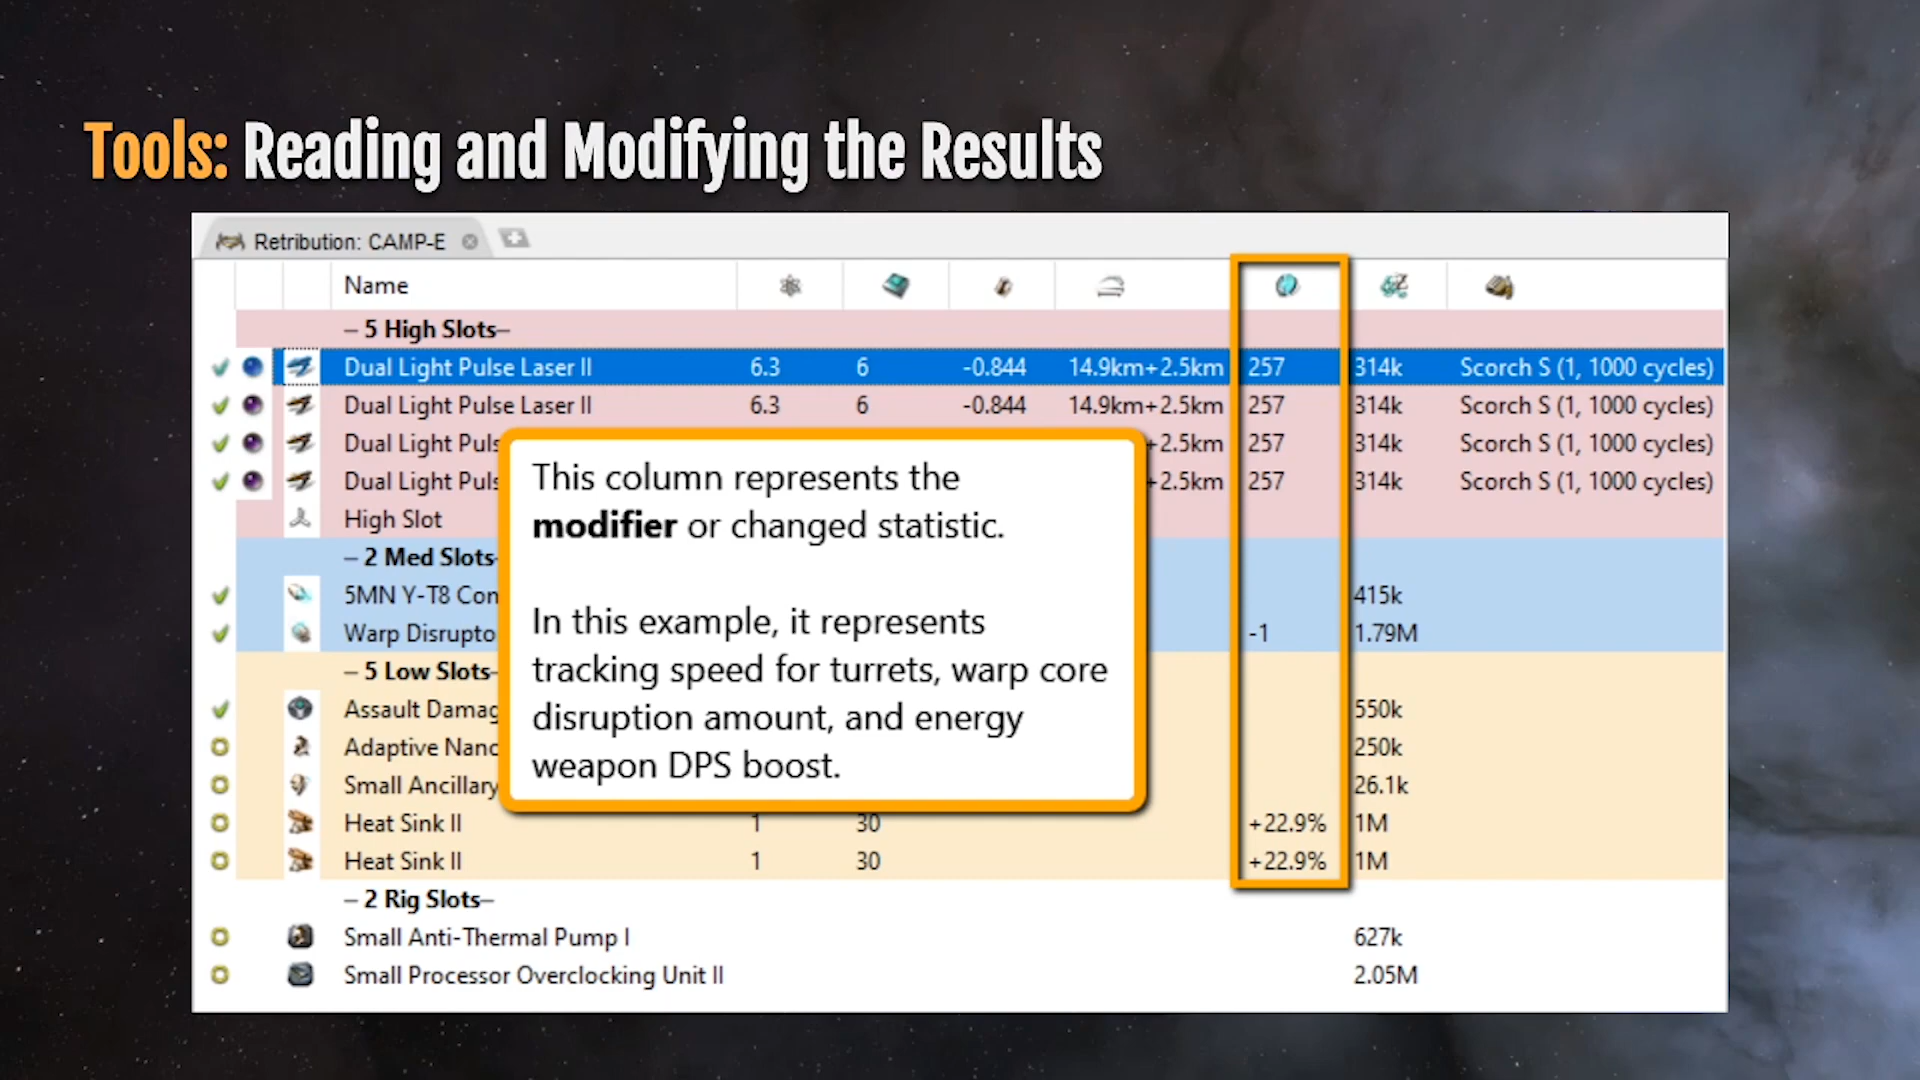 Tools: Reading and Modifying the Results
Retribution: CAMP-E
Name
– 5 High Slots–
Dual Light Pulse Laser II 6.3 6 -0.844 14.9km+2.5km 257 314k Scorch S (1, 1000 cycles)
Dual Light Pulse Laser II 6.3 6 -0.844 14.9km+2.5km 257 314k Scorch S (1, 1000 cycles)
Dual Light Puls +2.5km 257 314k Scorch S (1, 1000 cycles)
Dual Light Puls +2.5km 257 314k Scorch S (1, 1000 cycles)
High Slot
– 2 Med Slots–
5MN Y-T8 Con 415k
Warp Disrupto -1 1.79M
– 5 Low Slots–
Assault Damag 550k
Adaptive Nano 250k
Small Ancillary 26.1k
Heat Sink II 1 30 +22.9% 1M
Heat Sink II 1 30 +22.9% 1M
– 2 Rig Slots–
Small Anti-Thermal Pump I 627k
Small Processor Overclocking Unit II 2.05M
This column represents the
modifier or changed statistic.
In this example, it represents
tracking speed for turrets, warp core
disruption amount, and energy
weapon DPS boost.